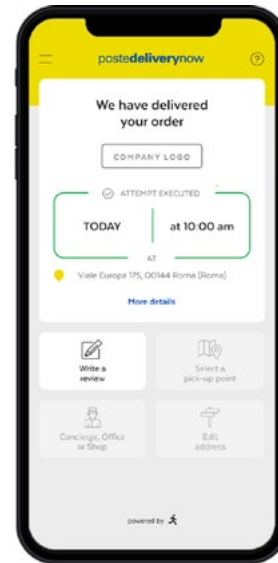 postedeliverynow ?
We have delivered
your order
COMPANY LOGO
ATTEMPT EXECUTED
TODAY at 10:00 am
AT
Viale Europa 175, 00144 Roma (Roma)
More details
Write a
review
Select a
pick-up point
Concierge, Office
or Shop
Edit
address
powered by